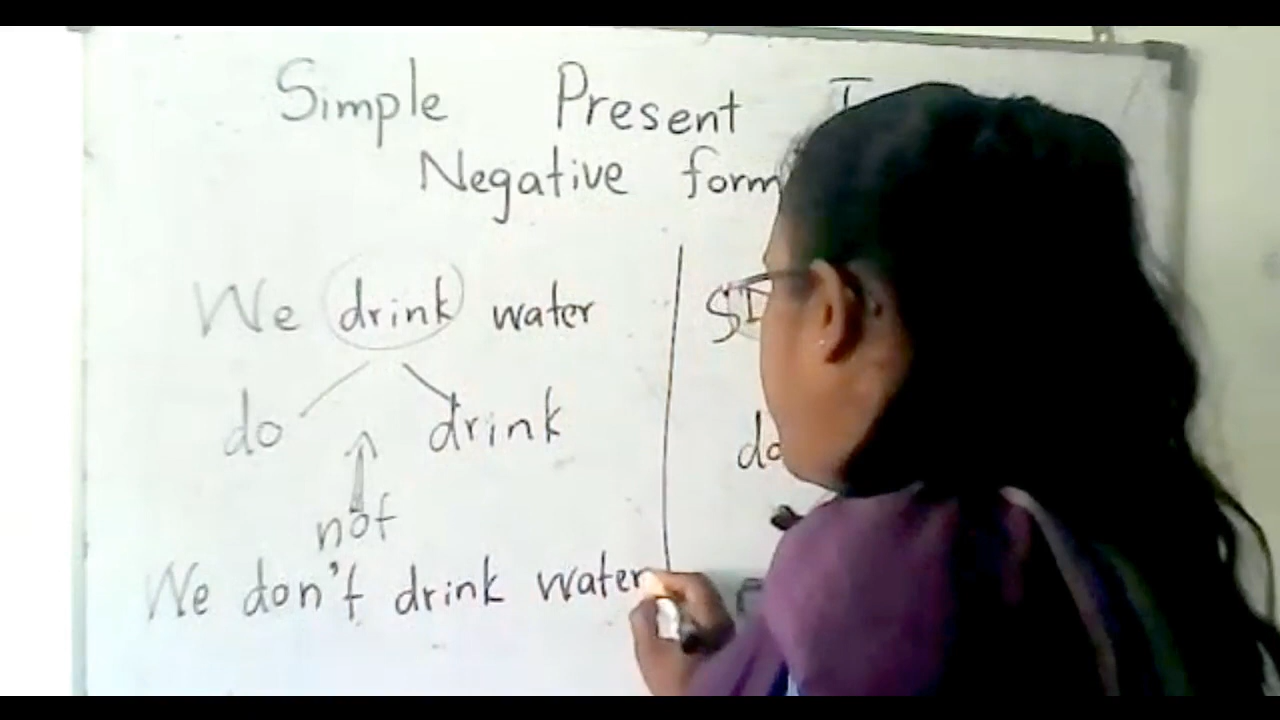 Simple Present
Negative form
We drink water
do drink
not
We don't drink water